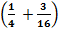 (1/4 + 3/16)